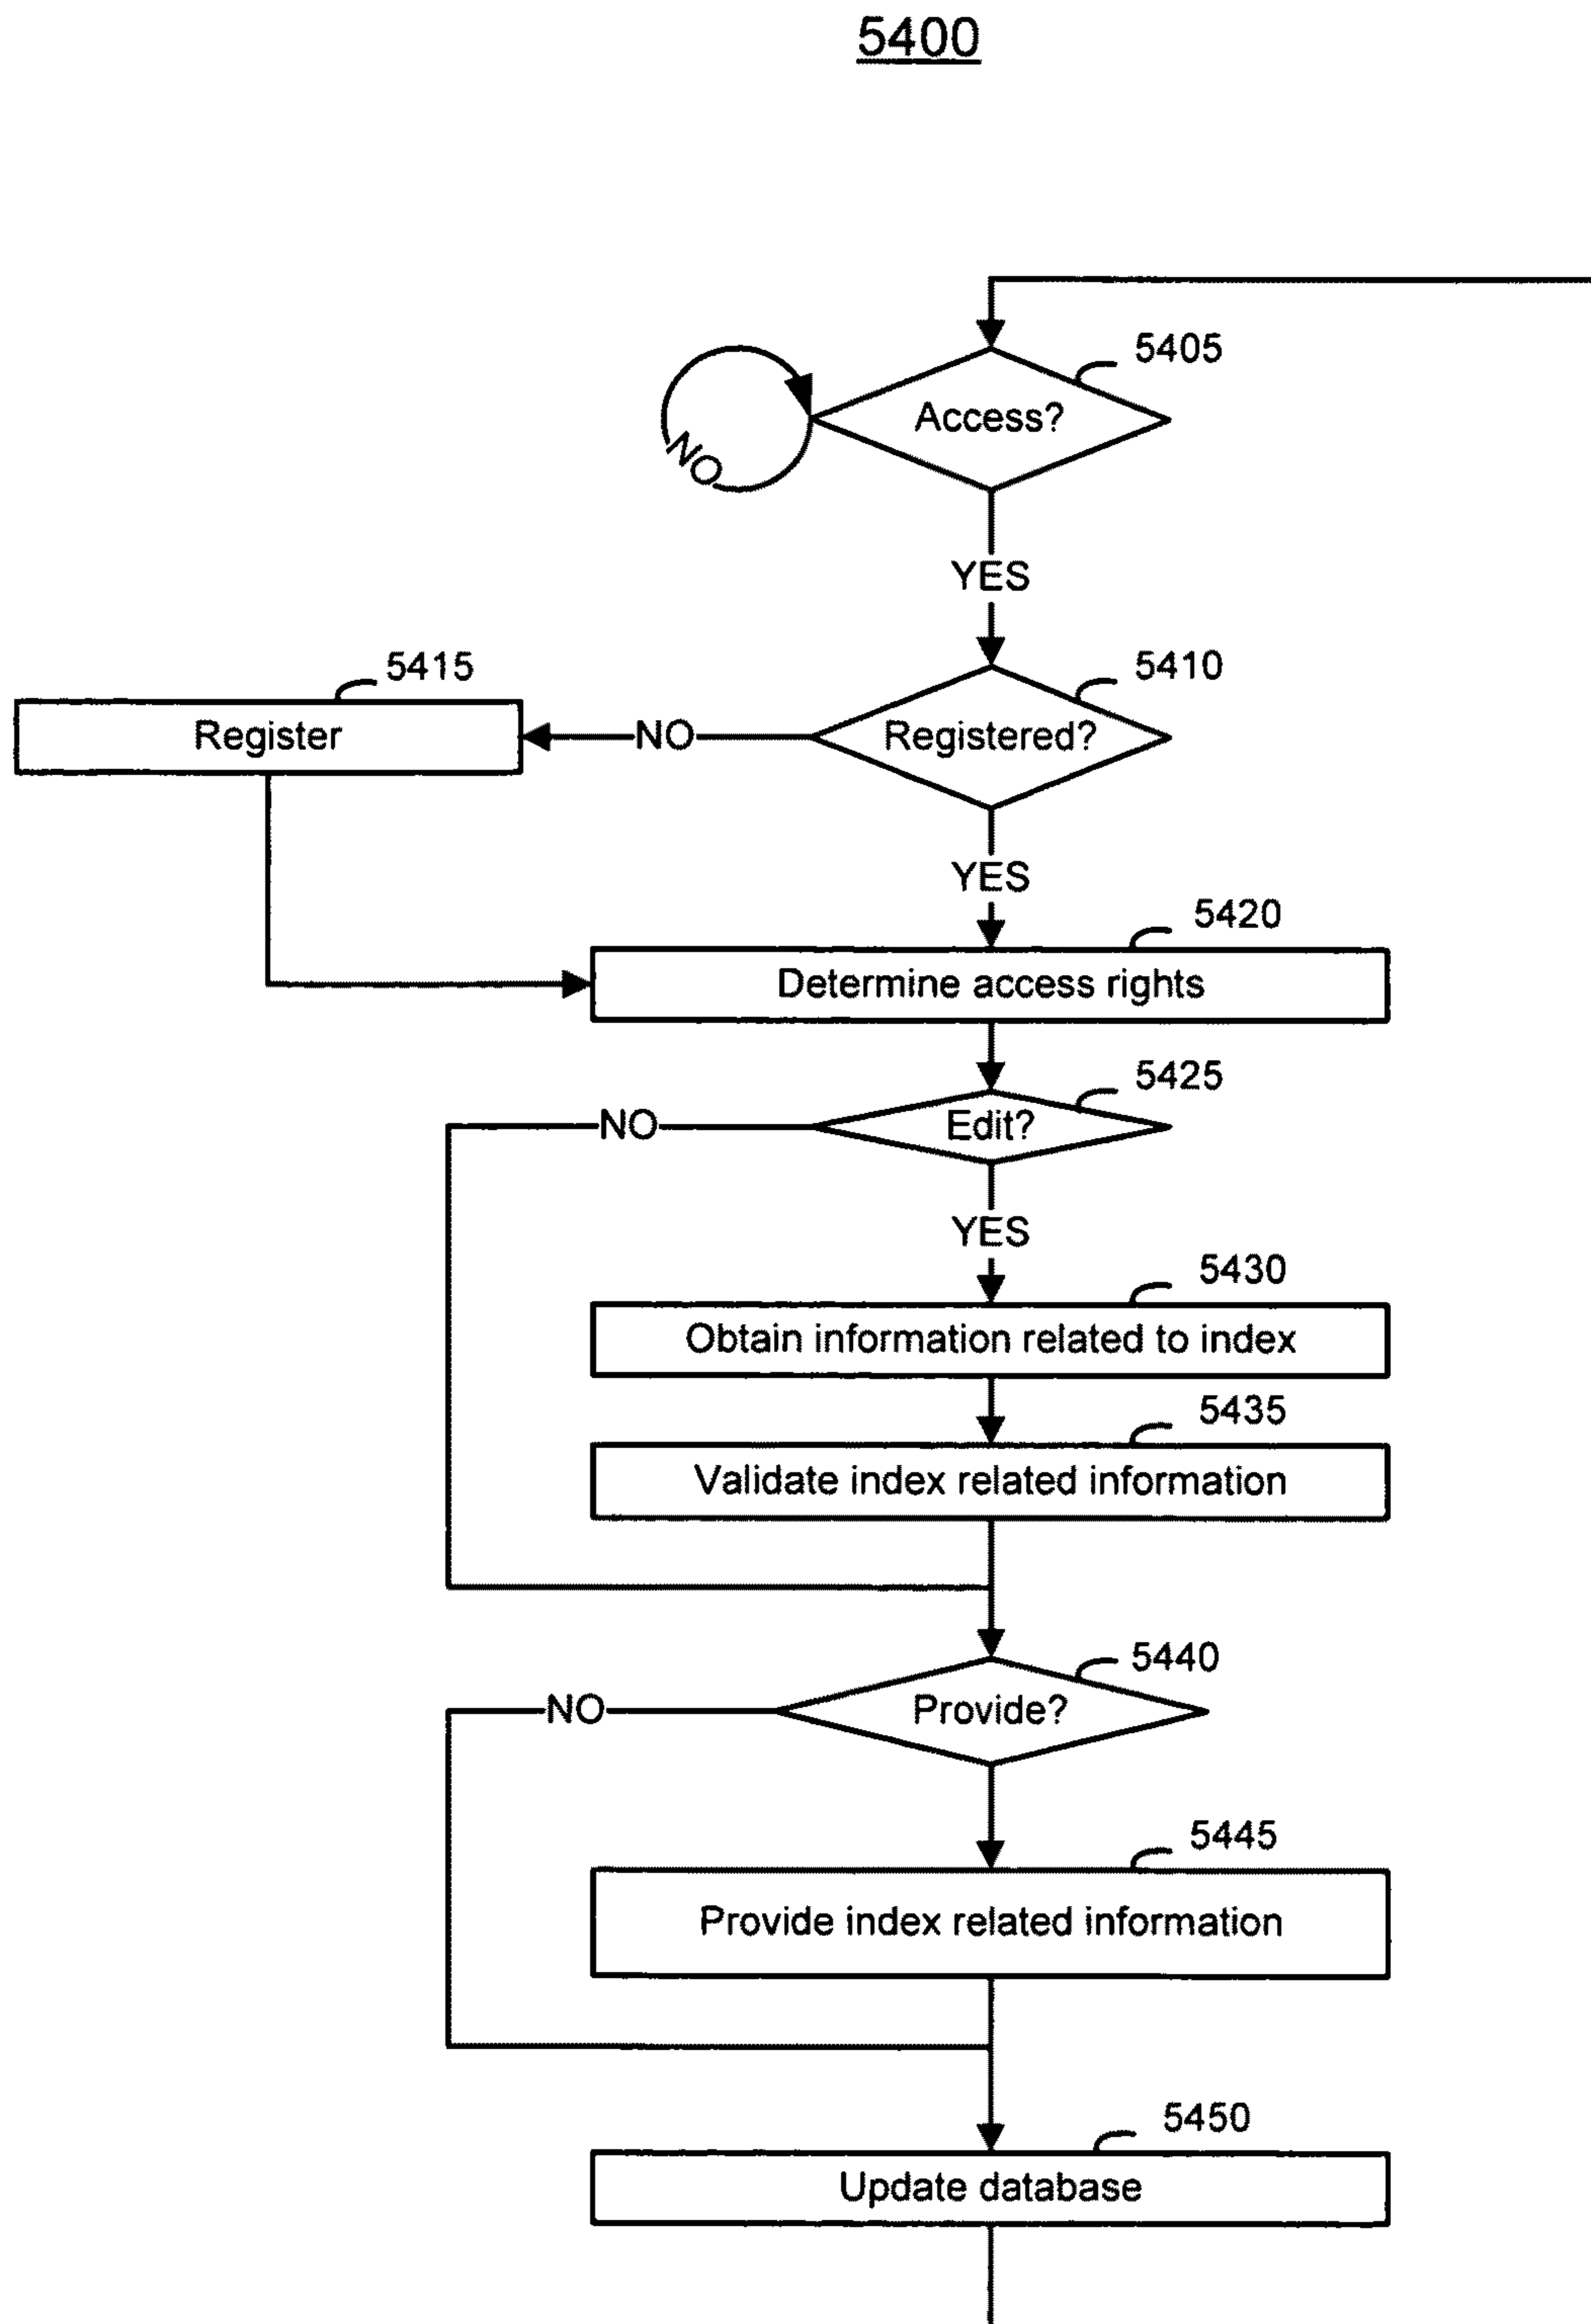 5400
5405
Access?
NO
YES
5415
5410
Register
NO
Registered?
YES
5420
Determine access rights
5425
NO
Edit?
YES
5430
Obtain information related to index
5435
Validate index related information
5440
NO
Provide?
5445
Provide index related information
5450
Update database